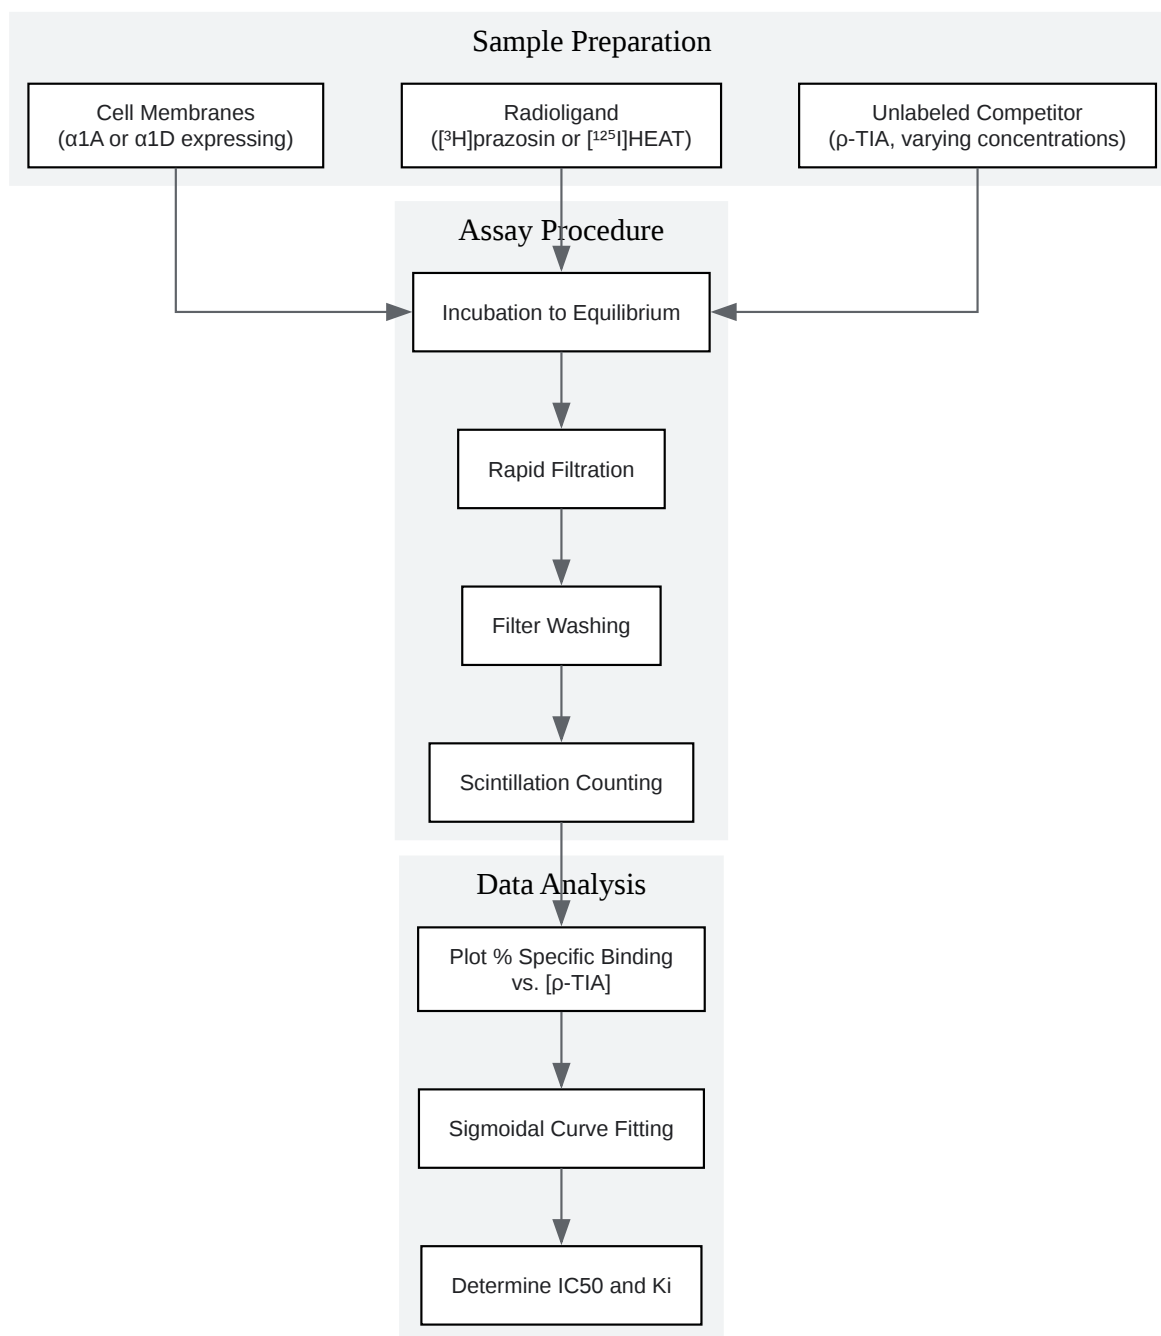 Sample Preparation
Cell Membranes
(α1A or α1D expressing)
Radioligand
([³H]prazosin or [¹²⁵I]HEAT)
Unlabeled Competitor
(ρ-TIA, varying concentrations)
Assay Procedure
Incubation to Equilibrium
Rapid Filtration
Filter Washing
Scintillation Counting
Data Analysis
Plot % Specific Binding
vs. [ρ-TIA]
Sigmoidal Curve Fitting
Determine IC50 and Ki